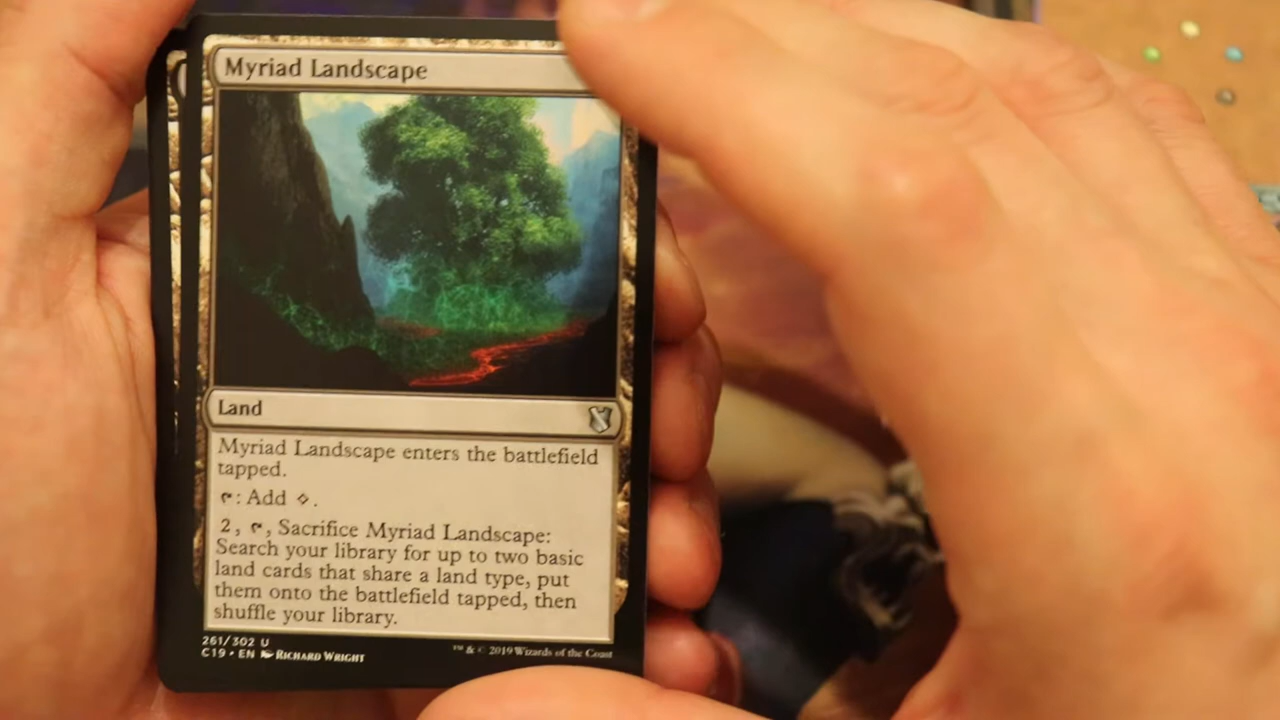 Myriad Landscape
Land
Myriad Landscape enters the battlefield
tapped.
: Add .
2, , Sacrifice Myriad Landscape:
Search your library for up to two basic
land cards that share a land type, put
them onto the battlefield tapped, then
shuffle your library.
261/302 U
C19 • EN RICHARD WRIGHT
™ & © 2019 Wizards of the Coast